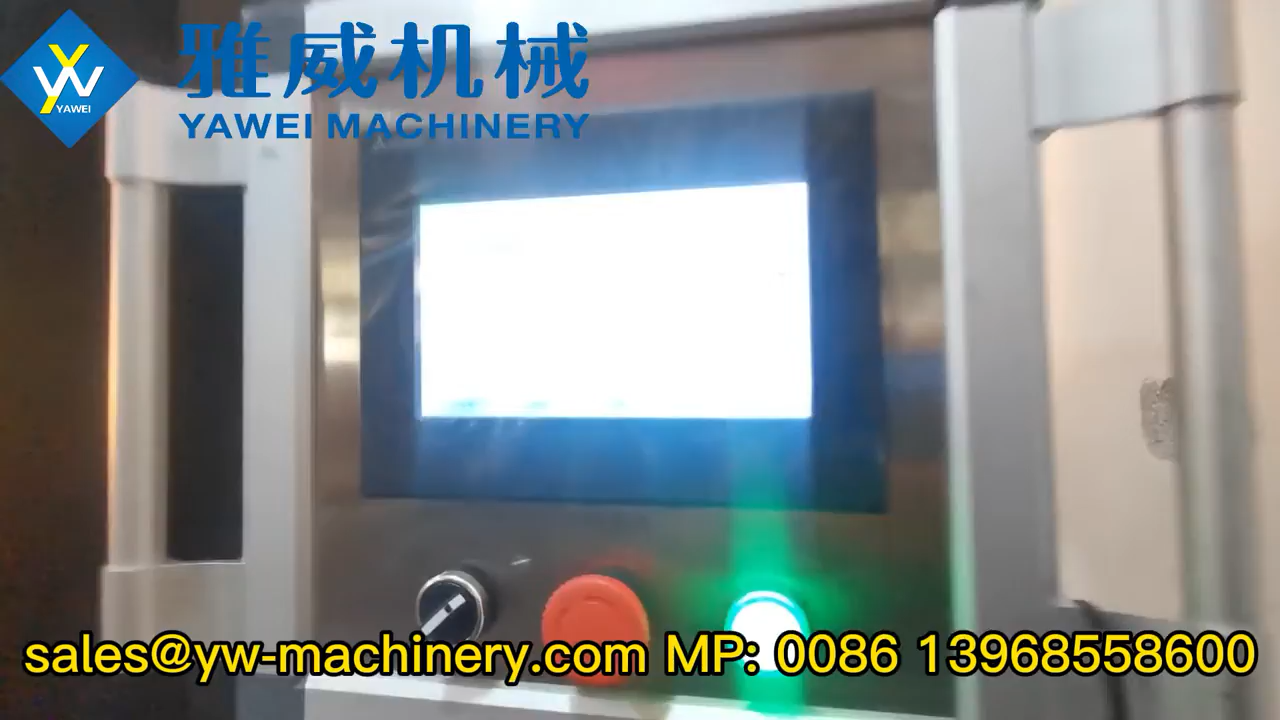 雅威机械
YW
YAWEI
YAWEI MACHINERY
sales@yw-machinery.com MP: 0086 13968558600